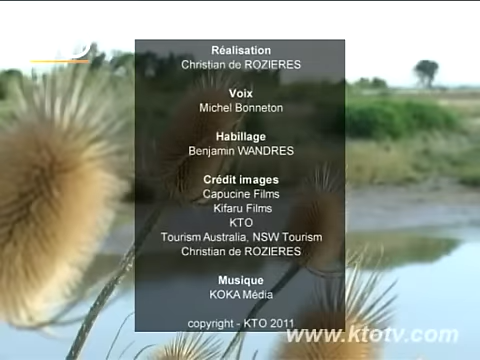 Réalisation
Christian de ROZIERES
Voix
Michel Bonneton
Habillage
Benjamin WANDRES
Crédit images
Capucine Films
Kifaru Films
KTO
Tourism Australia, NSW Tourism
Christian de ROZIERES
Musique
KOKA Média
copyright - KTO 2011
www.ktotv.com